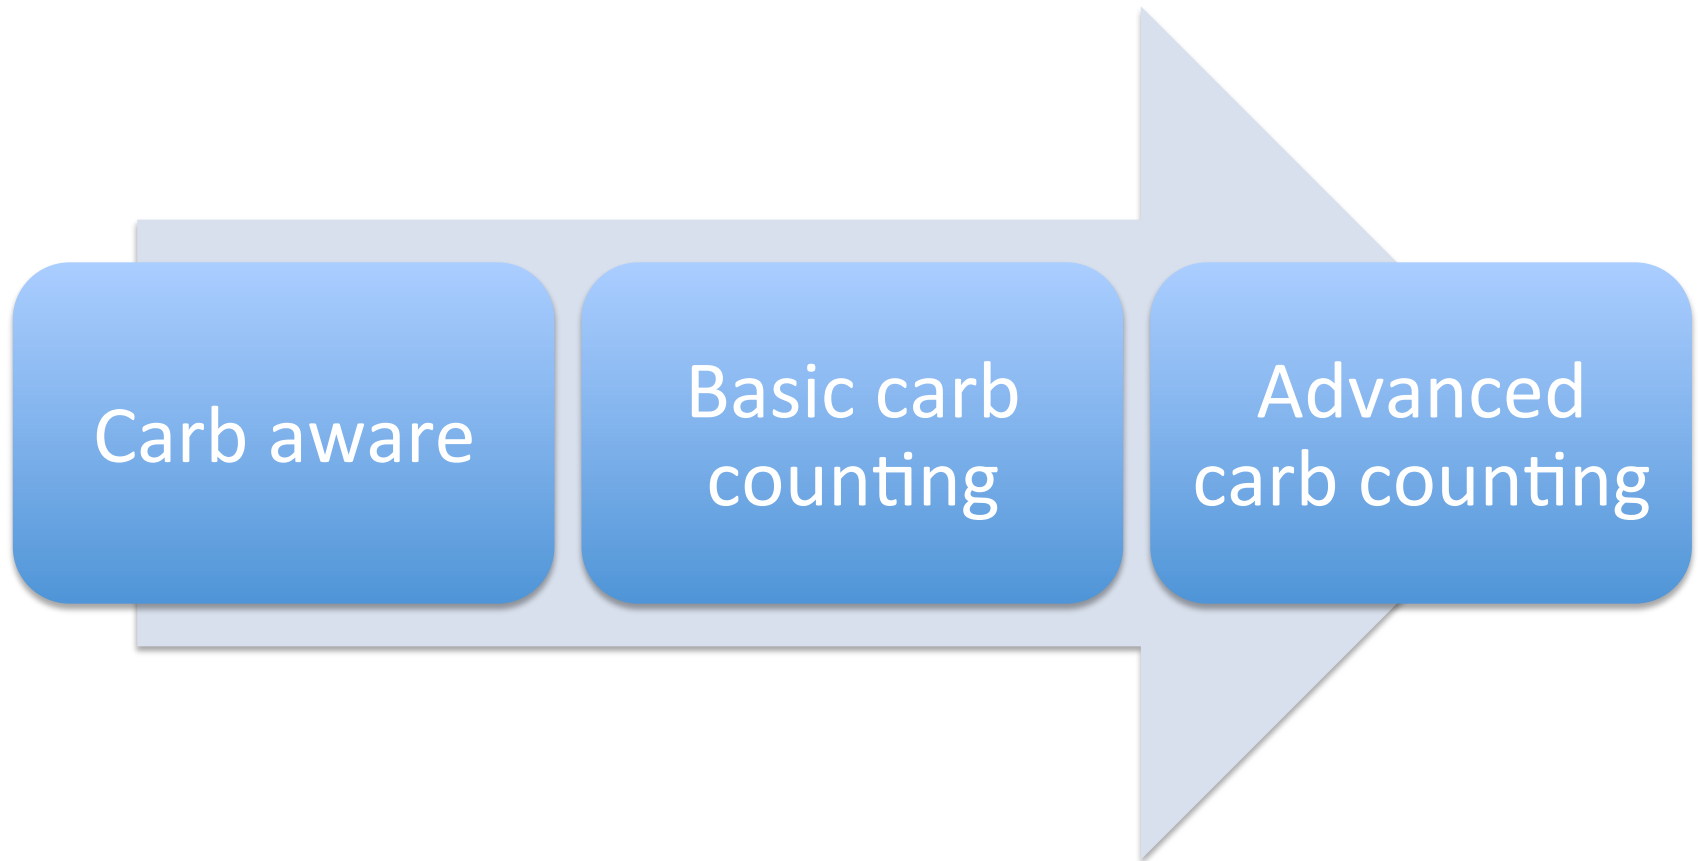 Carb aware
Basic carb
counting
Advanced
carb counting